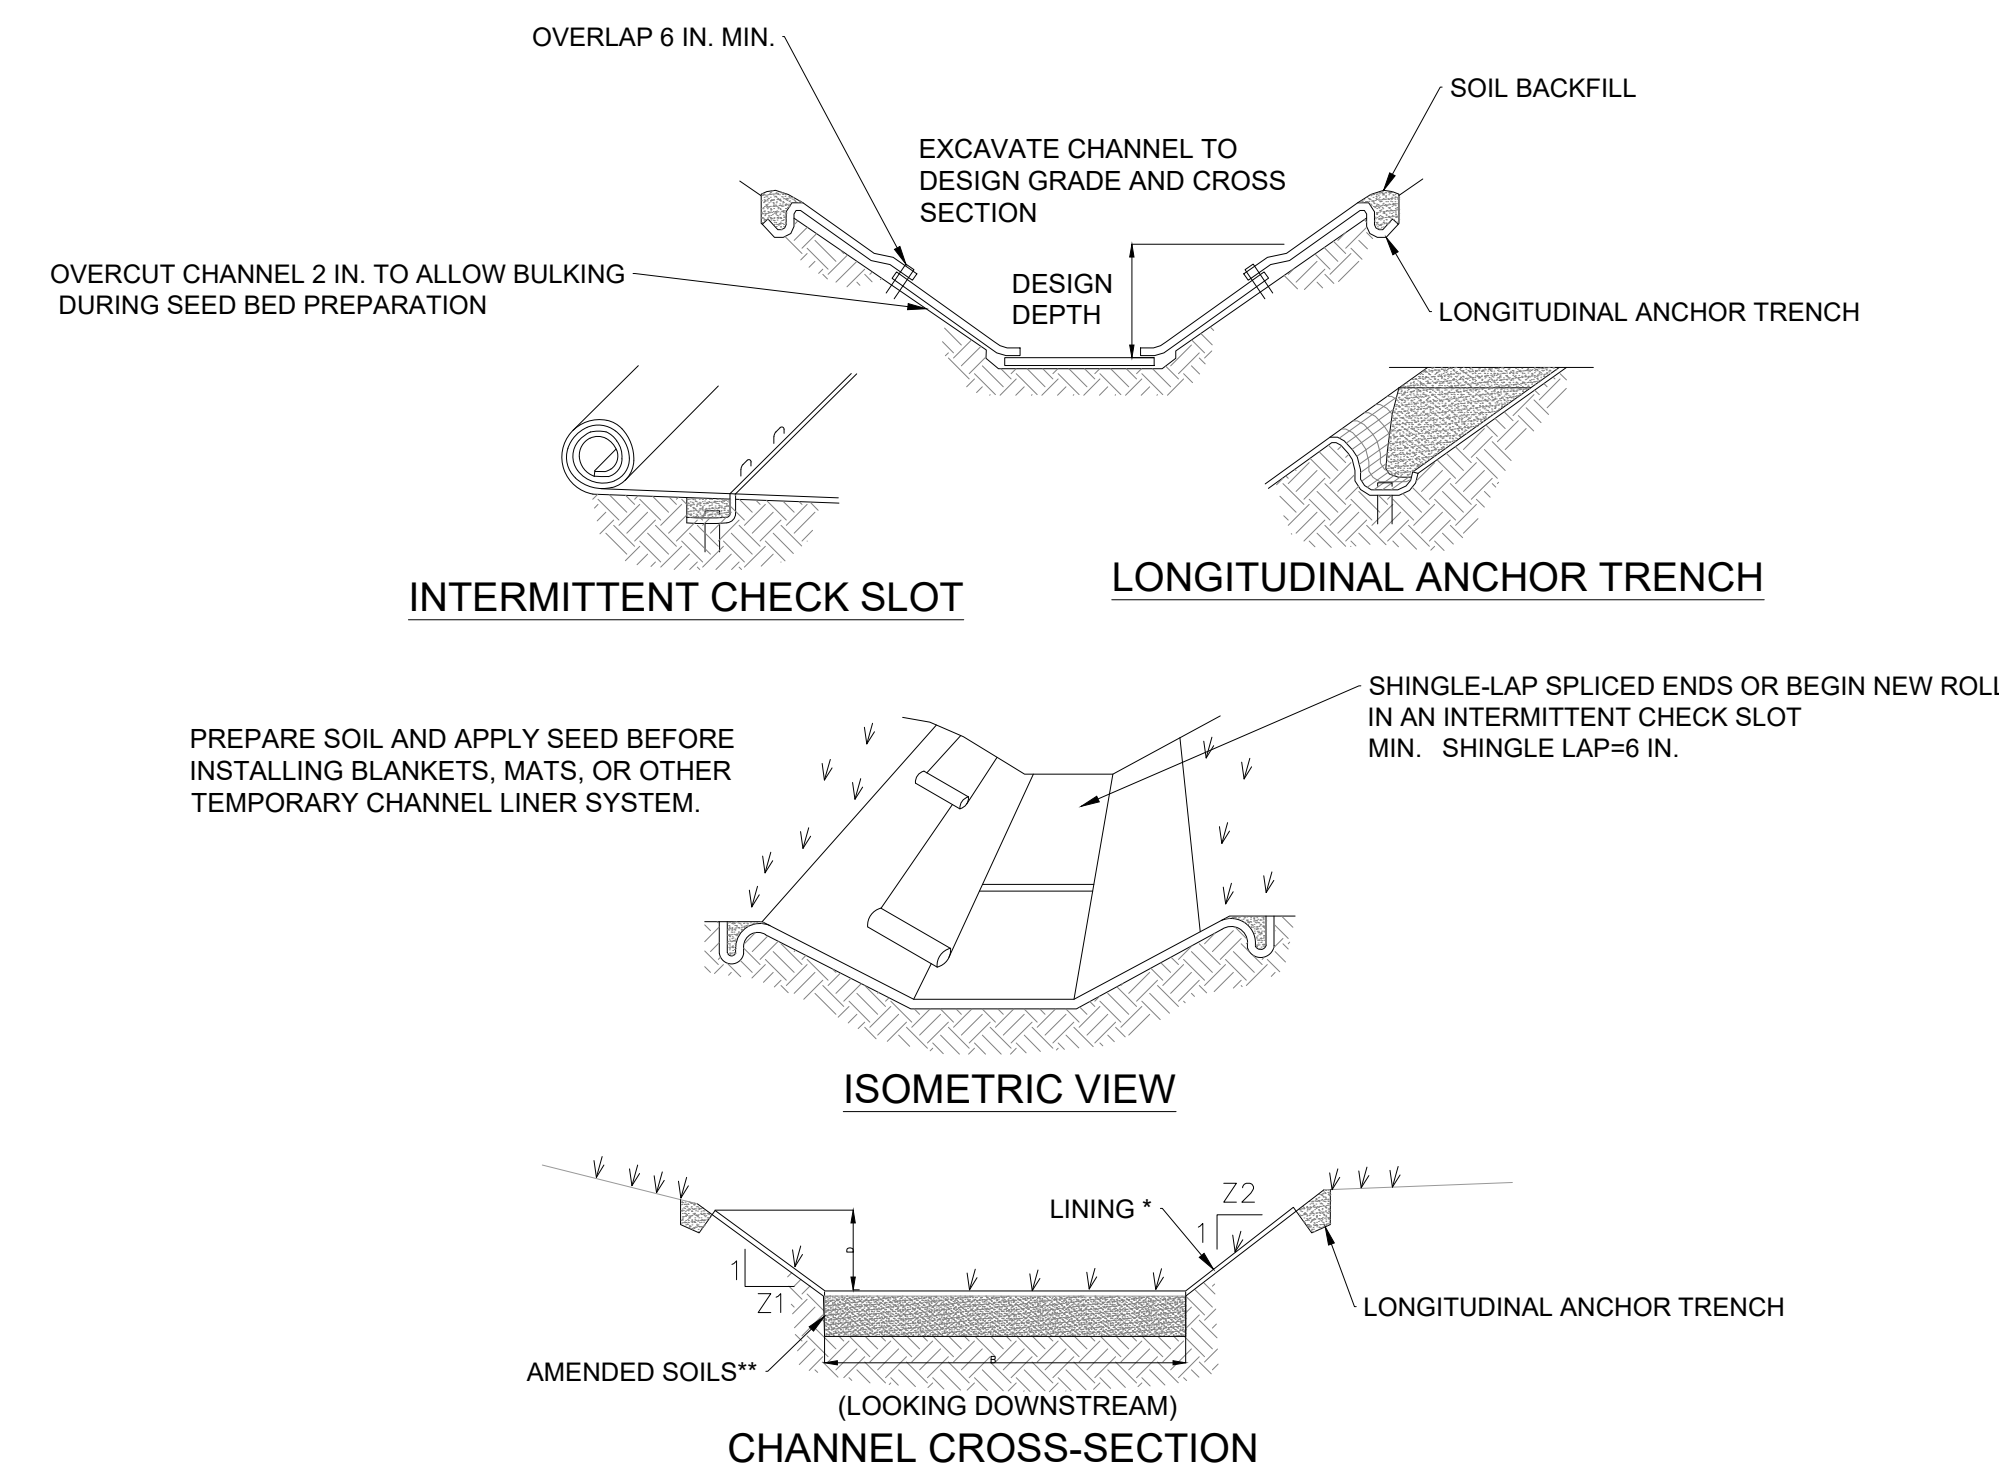 OVERLAP 6 IN. MIN.
SOIL BACKFILL
EXCAVATE CHANNEL TO
DESIGN GRADE AND CROSS
SECTION
OVERCUT CHANNEL 2 IN. TO ALLOW BULKING
DURING SEED BED PREPARATION
DESIGN
DEPTH
LONGITUDINAL ANCHOR TRENCH
INTERMITTENT CHECK SLOT
LONGITUDINAL ANCHOR TRENCH
SHINGLE-LAP SPLICED ENDS OR BEGIN NEW ROLL
IN AN INTERMITTENT CHECK SLOT
MIN. SHINGLE LAP=6 IN.
PREPARE SOIL AND APPLY SEED BEFORE
INSTALLING BLANKETS, MATS, OR OTHER
TEMPORARY CHANNEL LINER SYSTEM.
ISOMETRIC VIEW
LINING *
Z2
1
D
1
Z1
LONGITUDINAL ANCHOR TRENCH
AMENDED SOILS**
B
(LOOKING DOWNSTREAM)
CHANNEL CROSS-SECTION